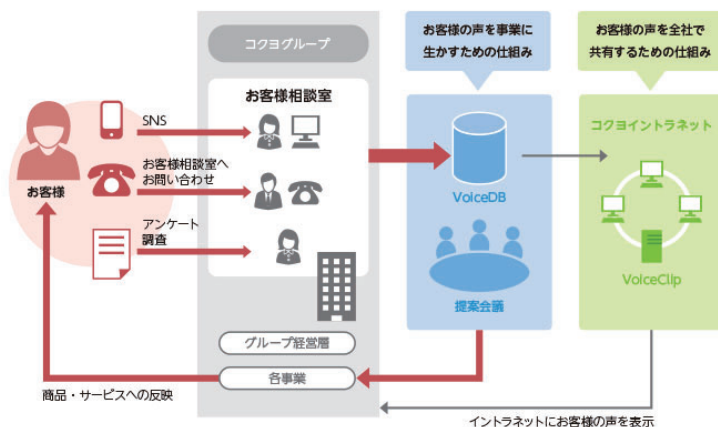 コクヨグループ
お客様の声を事業に
生かすための仕組み
お客様の声を全社で
共有するための仕組み
お客様相談室
SNS
お客様
お客様相談室へ
お問い合わせ
アンケート
調査
VoiceDB
提案会議
コクヨイントラネット
VoiceClip
グループ経営層
各事業
商品・サービスへの反映
イントラネットにお客様の声を表示